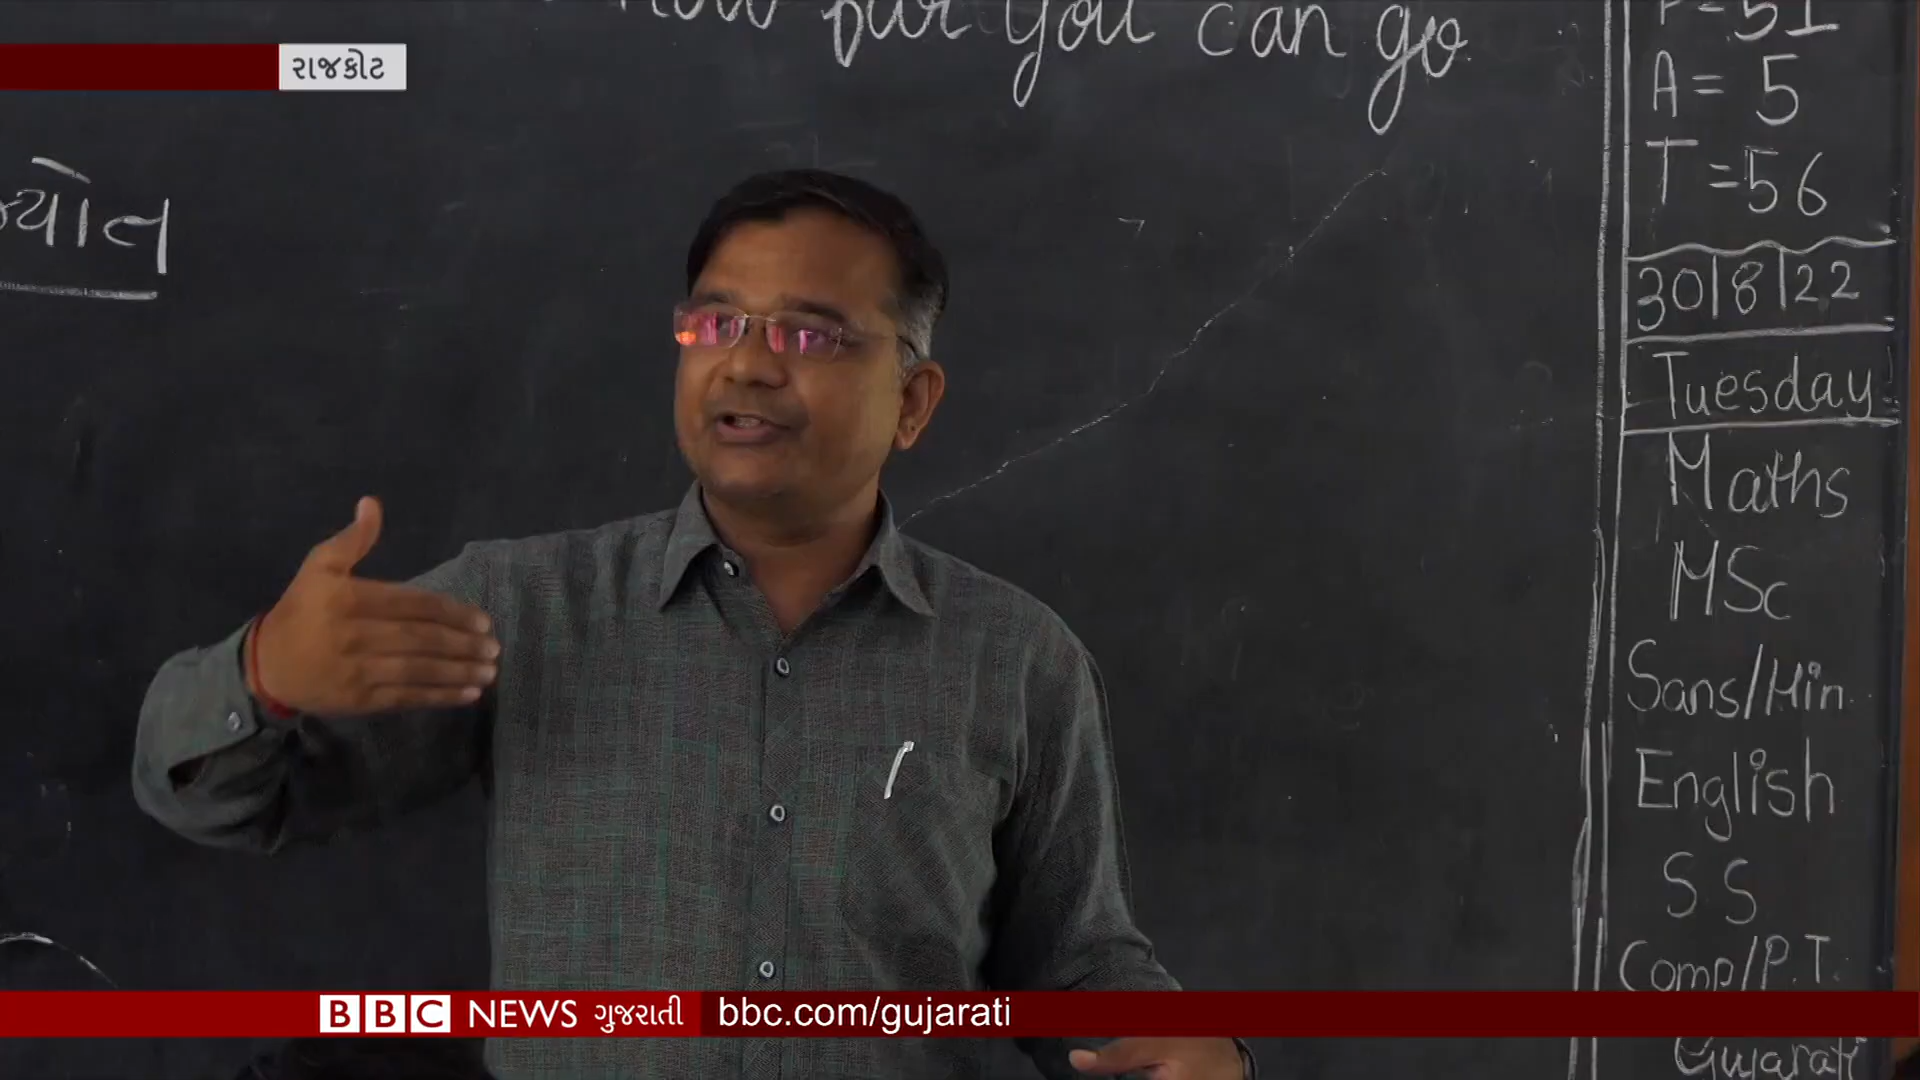 how far you can go
રાજકોટ
P = 51
A = 5
T = 56
30/8/22
Tuesday
Maths
MSc
Sans/Hin
English
S S
Comp/P.T.
Gujarati
BBC NEWS ગુજરાતી bbc.com/gujarati